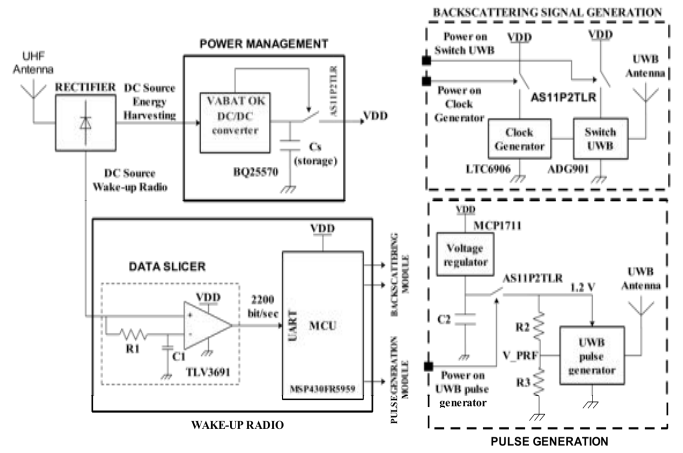 BACKSCATTERING SIGNAL GENERATION
UHF
Antenna
RECTIFIER
DC Source
Energy
Harvesting
DC Source
Wake-up Radio
POWER MANAGEMENT
VABAT OK
DC/DC
converter
AS11P2TLR
VDD
Cs
(storage)
BQ25570
Power on
Switch UWB
VDD
VDD
UWB
Antenna
Power on
Clock
Generator
AS11P2TLR
Clock
Generator
Switch
UWB
LTC6906
ADG901
WAKE-UP RADIO
DATA SLICER
VDD
+
-
R1
C1
TLV3691
2200
bit/sec
VDD
UART
MCU
MSP430FR5959
BACKSCATTERING
MODULE
PULSE GENERATION
MODULE
VDD
MCP1711
Voltage
regulator
AS11P2TLR
1.2 V
UWB
Antenna
C2
R2
V_PRF
R3
UWB
pulse
generator
Power on
UWB pulse
generator
PULSE GENERATION